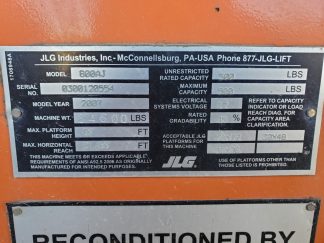 JLG Industries, Inc- McConnellsburg, PA-USA Phone 877-JLG-LIFT
MODEL 800AJ
SERIAL NO. 0300128554
MODEL YEAR 2007
MACHINE WT. LBS
MAX. PLATFORM HEIGHT FT
MAX. HORIZONTAL REACH FT
THIS MACHINE MEETS OR EXCEEDS APPLICABLE
REQUIREMENTS OF ANSI A92.5 2006 AS ORIGINALLY
MANUFACTURED FOR INTENDED PURPOSES.
UNRESTRICTED RATED CAPACITY LBS
MAXIMUM CAPACITY LBS
ELECTRICAL SYSTEMS VOLTAGE
RATED GRADEABILITY %
ACCEPTABLE JLG PLATFORMS FOR THIS MACHINE
REFER TO
CAPACITY
INDICATOR OR
REACH DIAG. FOR
CAPACITY AREA
CLARIFICATION.
JLG
USE OF PLATFORMS OTHER THAN
THOSE LISTED IS PROHIBITED.
RECONDITIONED BY